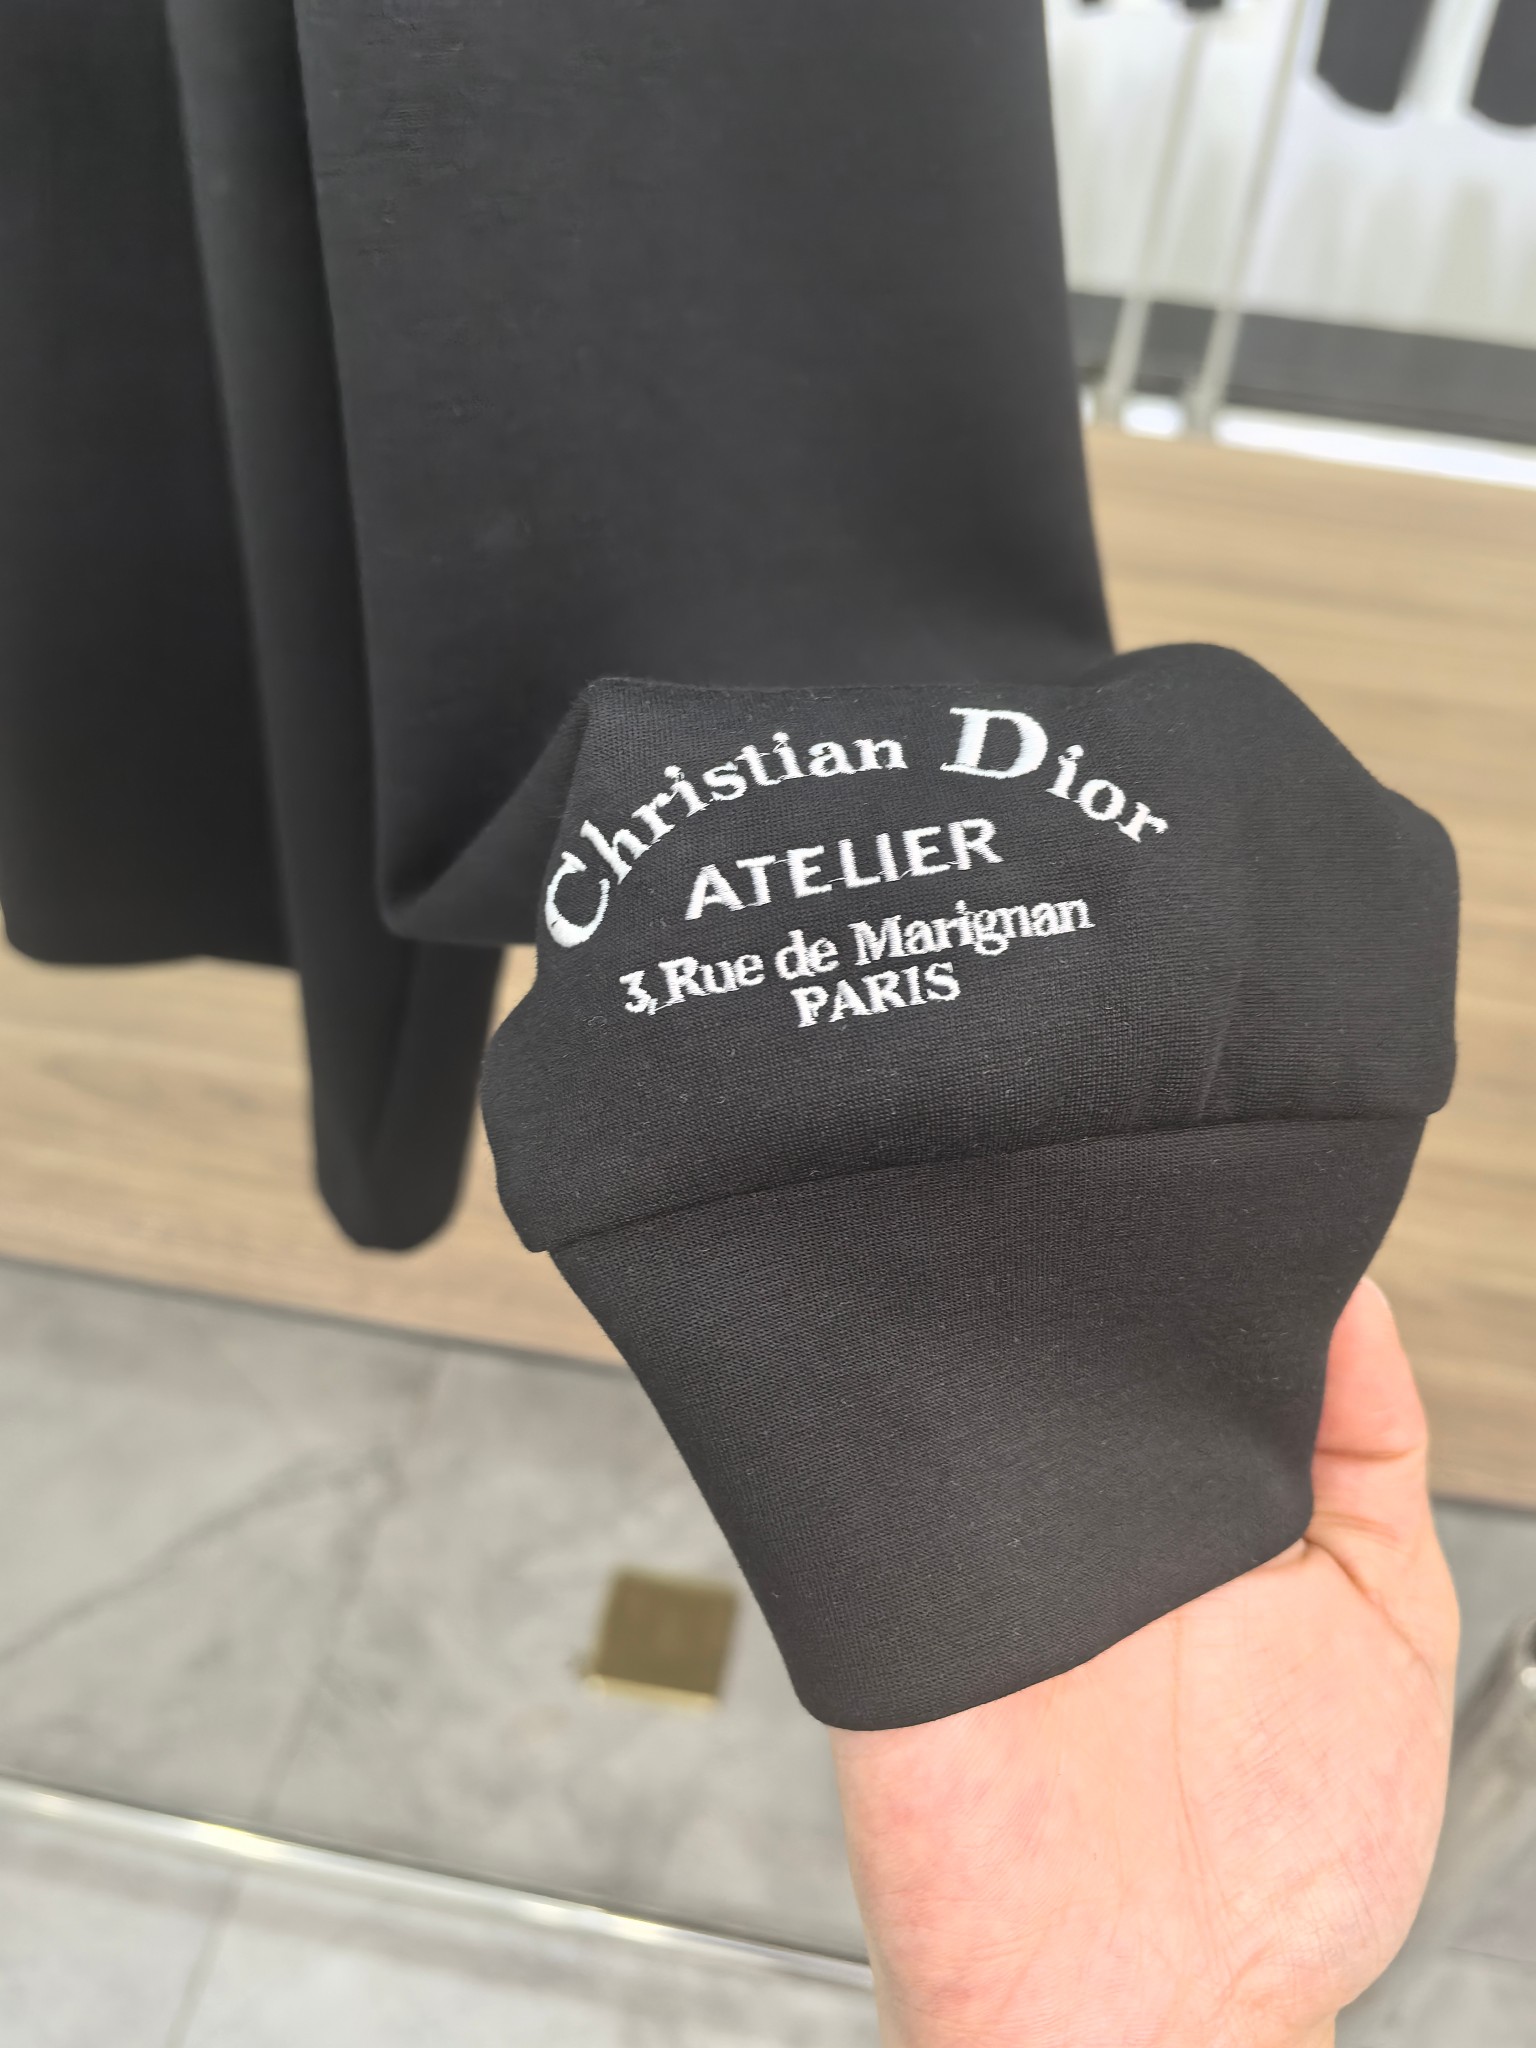 Christian Dior
ATELIER
3, Rue de Marignan
PARIS